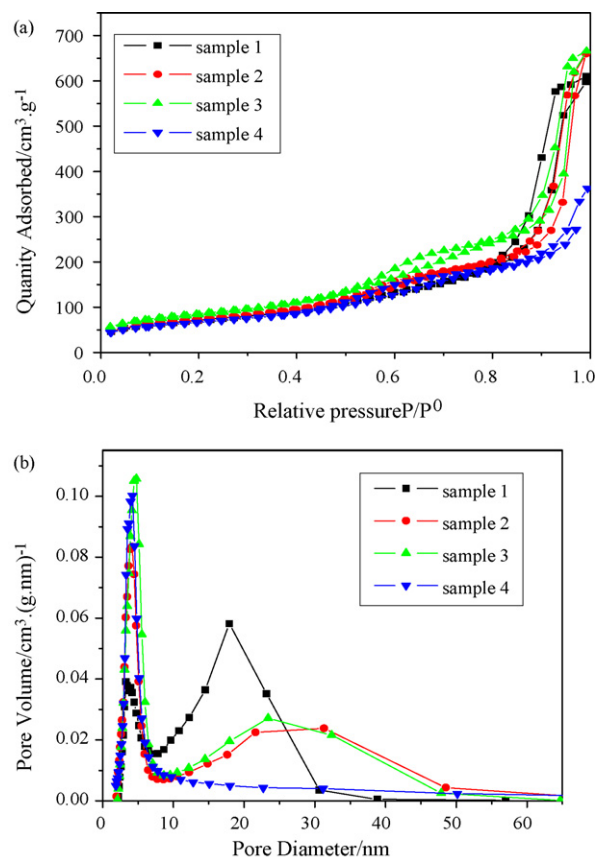 (a)
750
700
600
500
400
300
200
100
0
Quanity Adsorbed/cm³.g⁻¹
sample 1
sample 2
sample 3
sample 4
0.0 0.2 0.4 0.6 0.8 1.0
Relative pressureP/P⁰
(b)
0.10
0.08
0.06
0.04
0.02
0.00
Pore Volume/cm³.(g.nm)⁻¹
sample 1
sample 2
sample 3
sample 4
0 10 20 30 40 50 60
Pore Diameter/nm